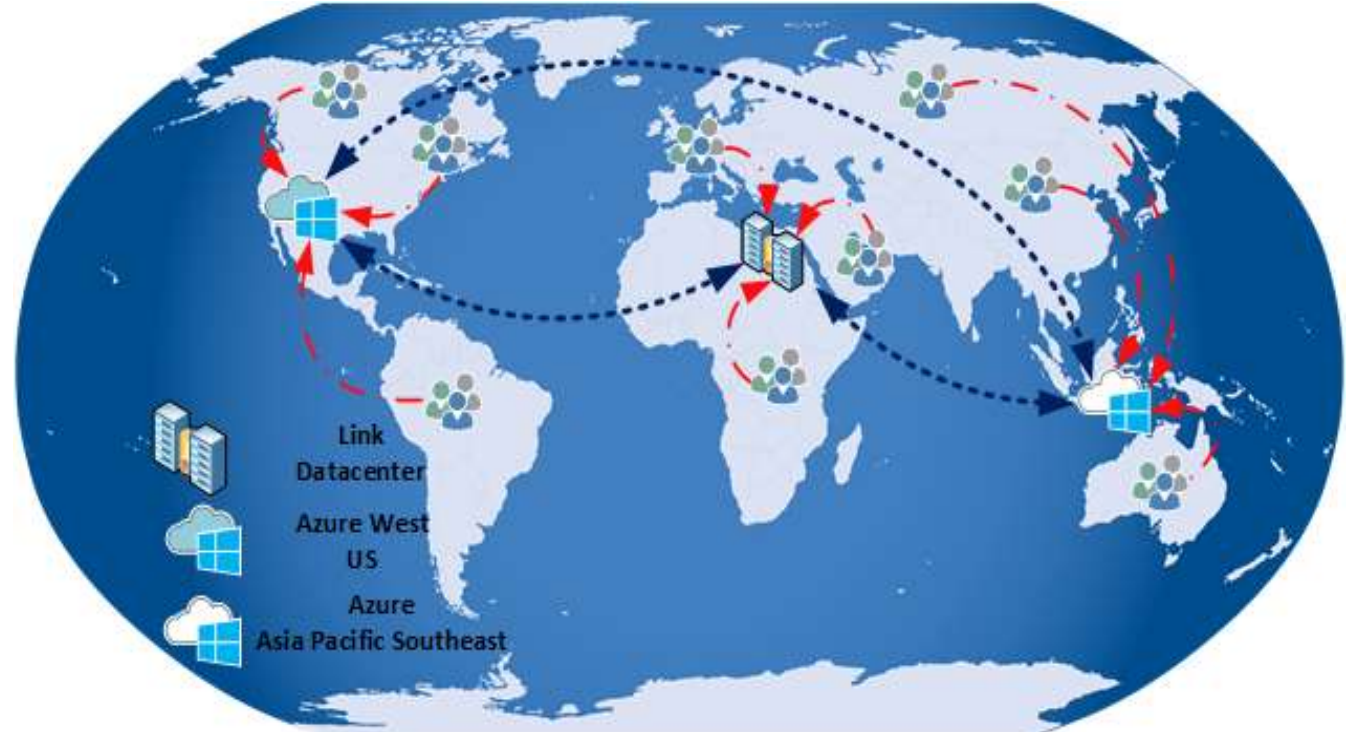 Link
Datacenter
Azure West
US
Azure
Asia Pacific Southeast